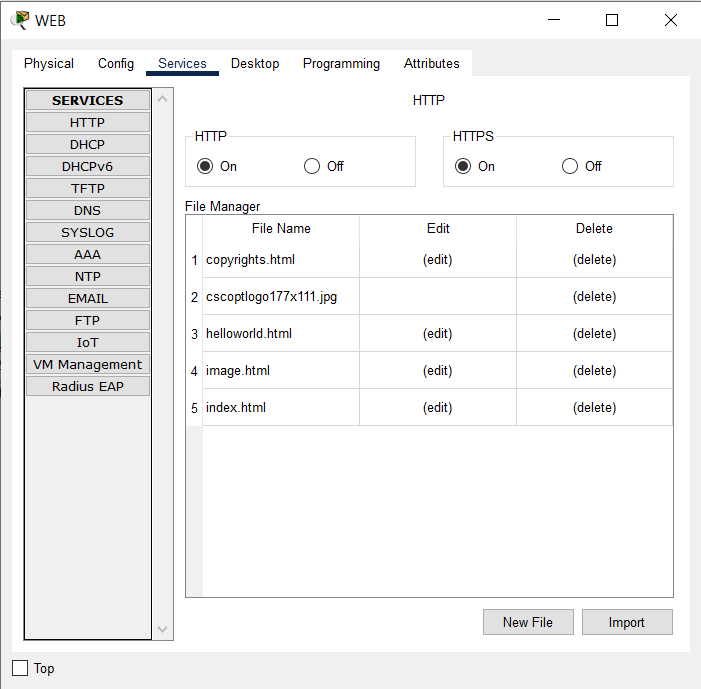 WEB
Physical Config Services Desktop Programming Attributes
SERVICES
HTTP
DHCP
DHCPv6
TFTP
DNS
SYSLOG
AAA
NTP
EMAIL
FTP
IoT
VM Management
Radius EAP
HTTP
HTTP
On Off
HTTPS
On Off
File Manager
File Name Edit Delete
1 copyrights.html (edit) (delete)
2 cscoptlogo177x111.jpg (delete)
3 helloworld.html (edit) (delete)
4 image.html (edit) (delete)
5 index.html (edit) (delete)
New File Import
Top